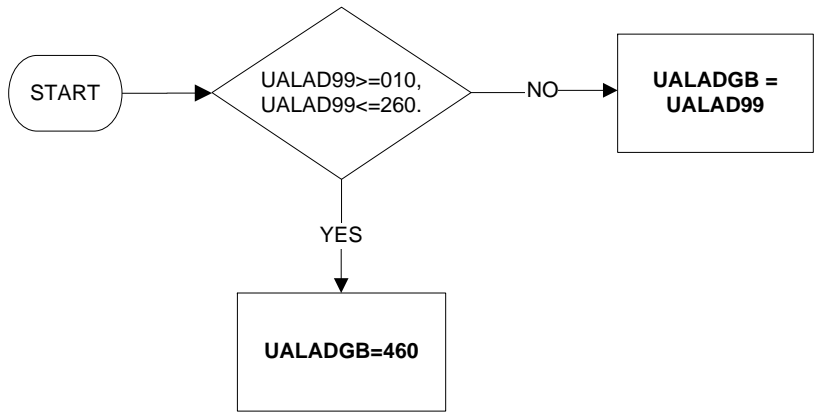 START
UALAD99>=010,
UALAD99<=260.
NO
UALADGB =
UALAD99
YES
UALADGB=460